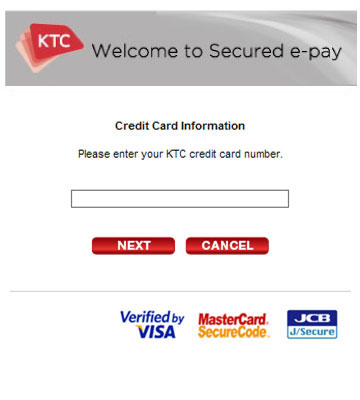 KTC
Welcome to Secured e-pay
Credit Card Information
Please enter your KTC credit card number.
NEXT
CANCEL
Verified by
VISA
MasterCard.
SecureCode.
JCB
J/Secure